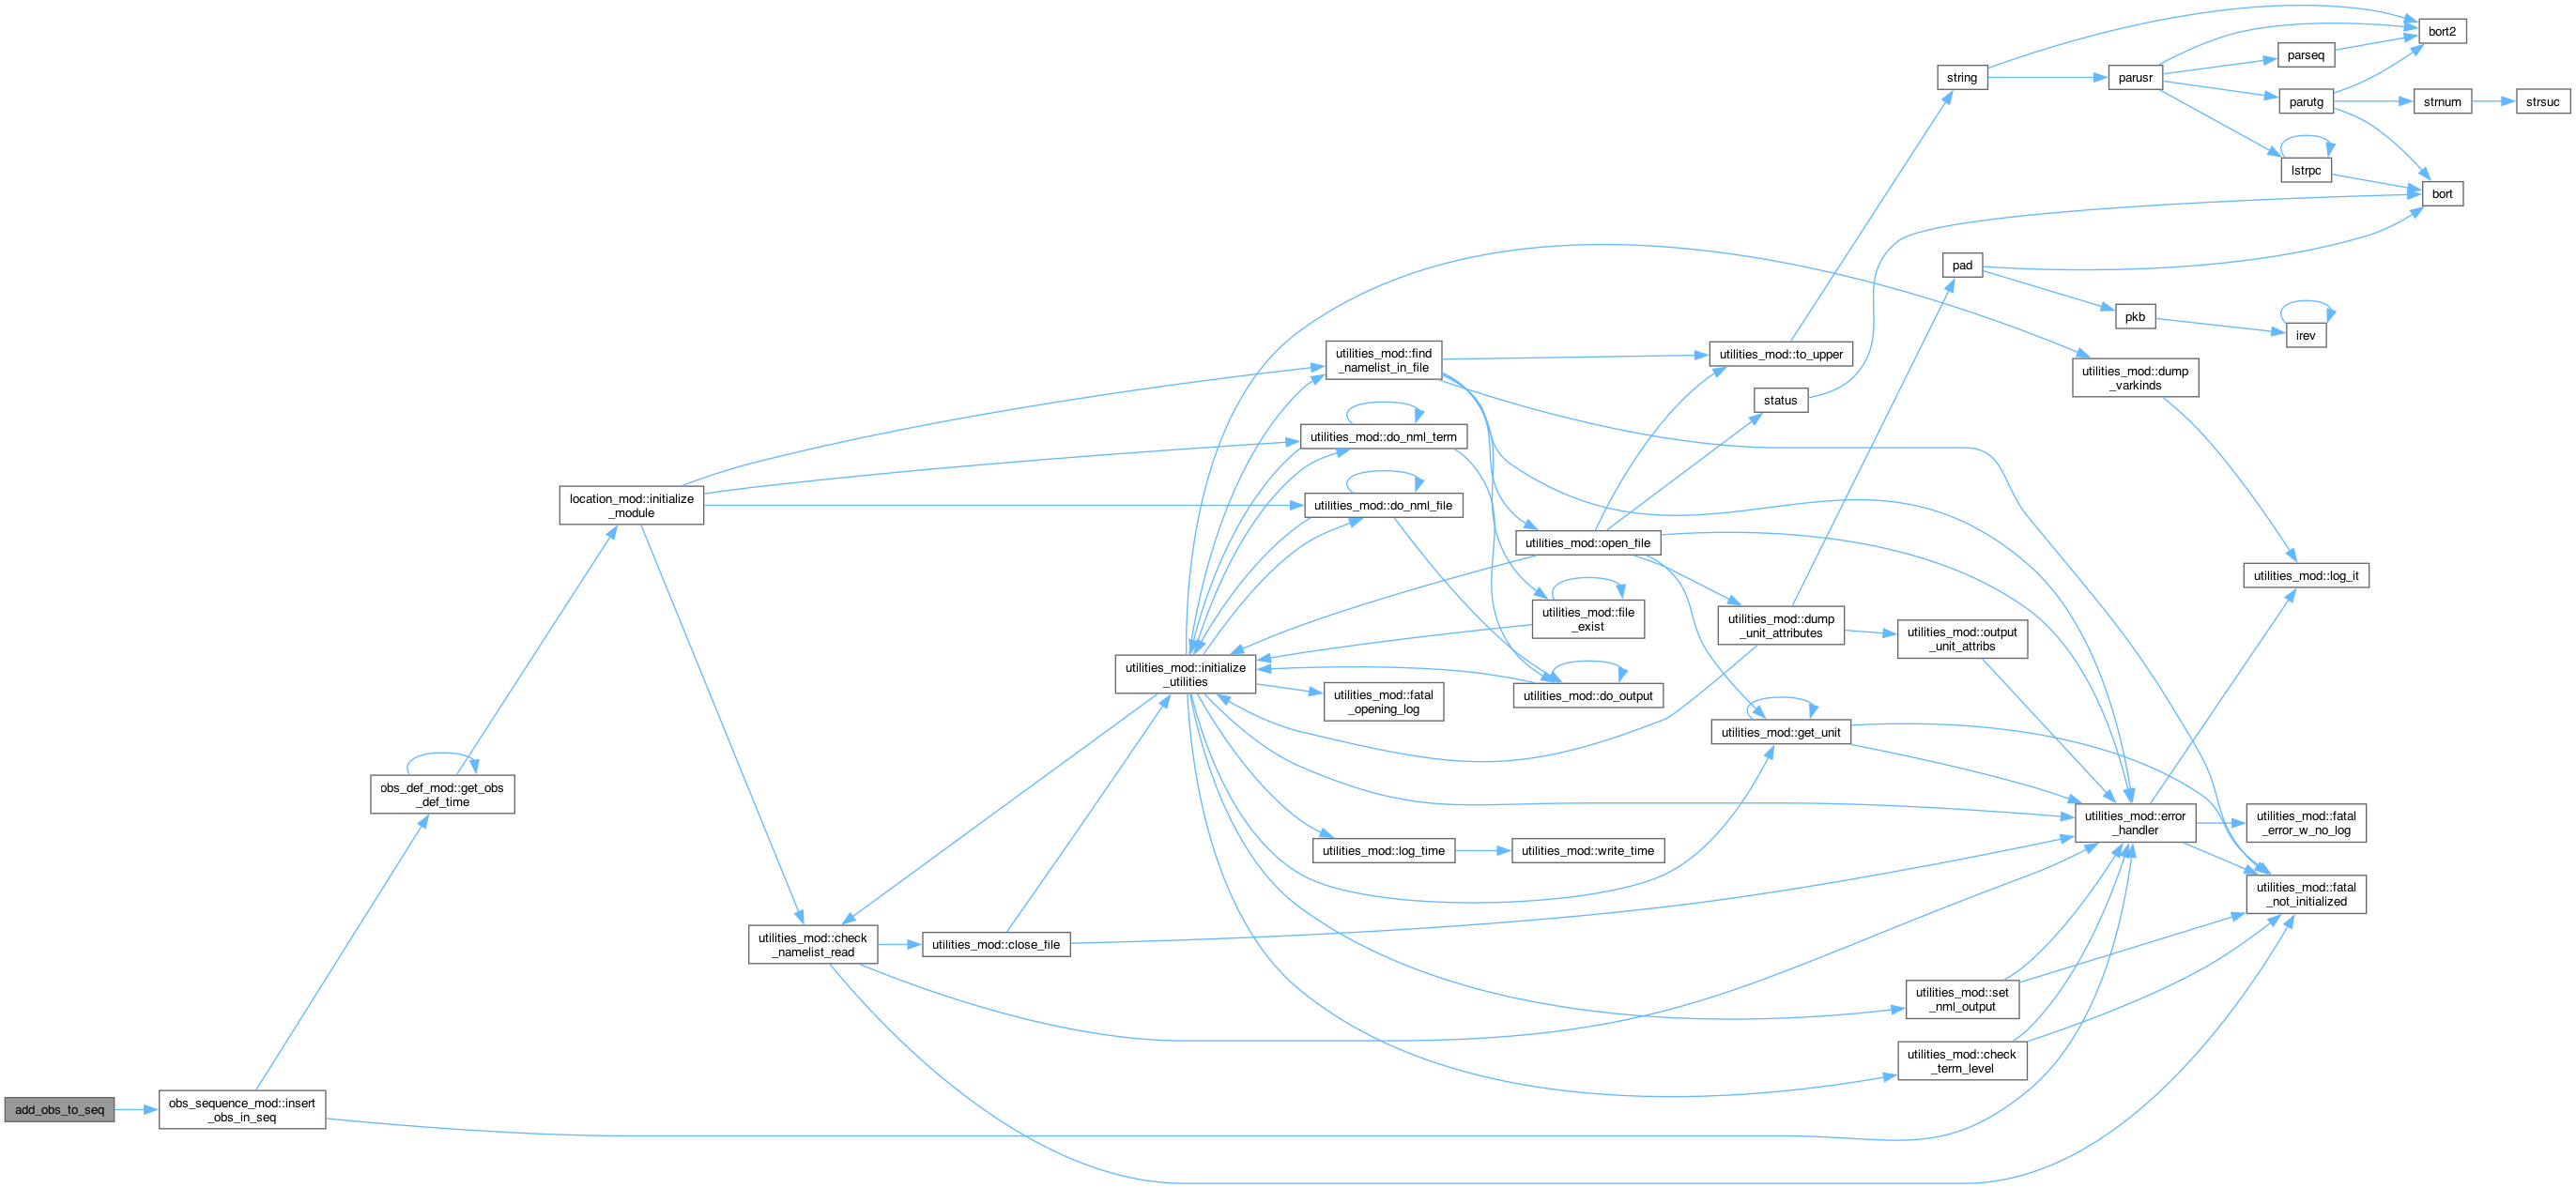 bort2
parseq
string
parusr
parutg
strnum
strsuc
lstrpc
bort
pad
pkb
irev
utilities_mod::find
_namelist_in_file
utilities_mod::to_upper
utilities_mod::dump
_varkinds
status
utilities_mod::do_nml_term
location_mod::initialize
_module
utilities_mod::do_nml_file
utilities_mod::open_file
utilities_mod::log_it
utilities_mod::file
_exist
utilities_mod::dump
_unit_attributes
utilities_mod::output
_unit_attribs
utilities_mod::initialize
_utilities
utilities_mod::fatal
_opening_log
utilities_mod::do_output
utilities_mod::get_unit
obs_def_mod::get_obs
_def_time
utilities_mod::error
_handler
utilities_mod::fatal
_error_w_no_log
utilities_mod::log_time
utilities_mod::write_time
utilities_mod::fatal
_not_initialized
utilities_mod::check
_namelist_read
utilities_mod::close_file
utilities_mod::set
_nml_output
utilities_mod::check
_term_level
add_obs_to_seq
obs_sequence_mod::insert
_obs_in_seq